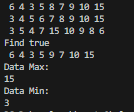 6 4 3 5 8 7 9 10 15
3 4 5 6 7 8 9 10 15
3 5 4 7 15 10 9 8 6
Find true
6 4 3 5 9 7 10 15
Data Max:
15
Data Min:
3